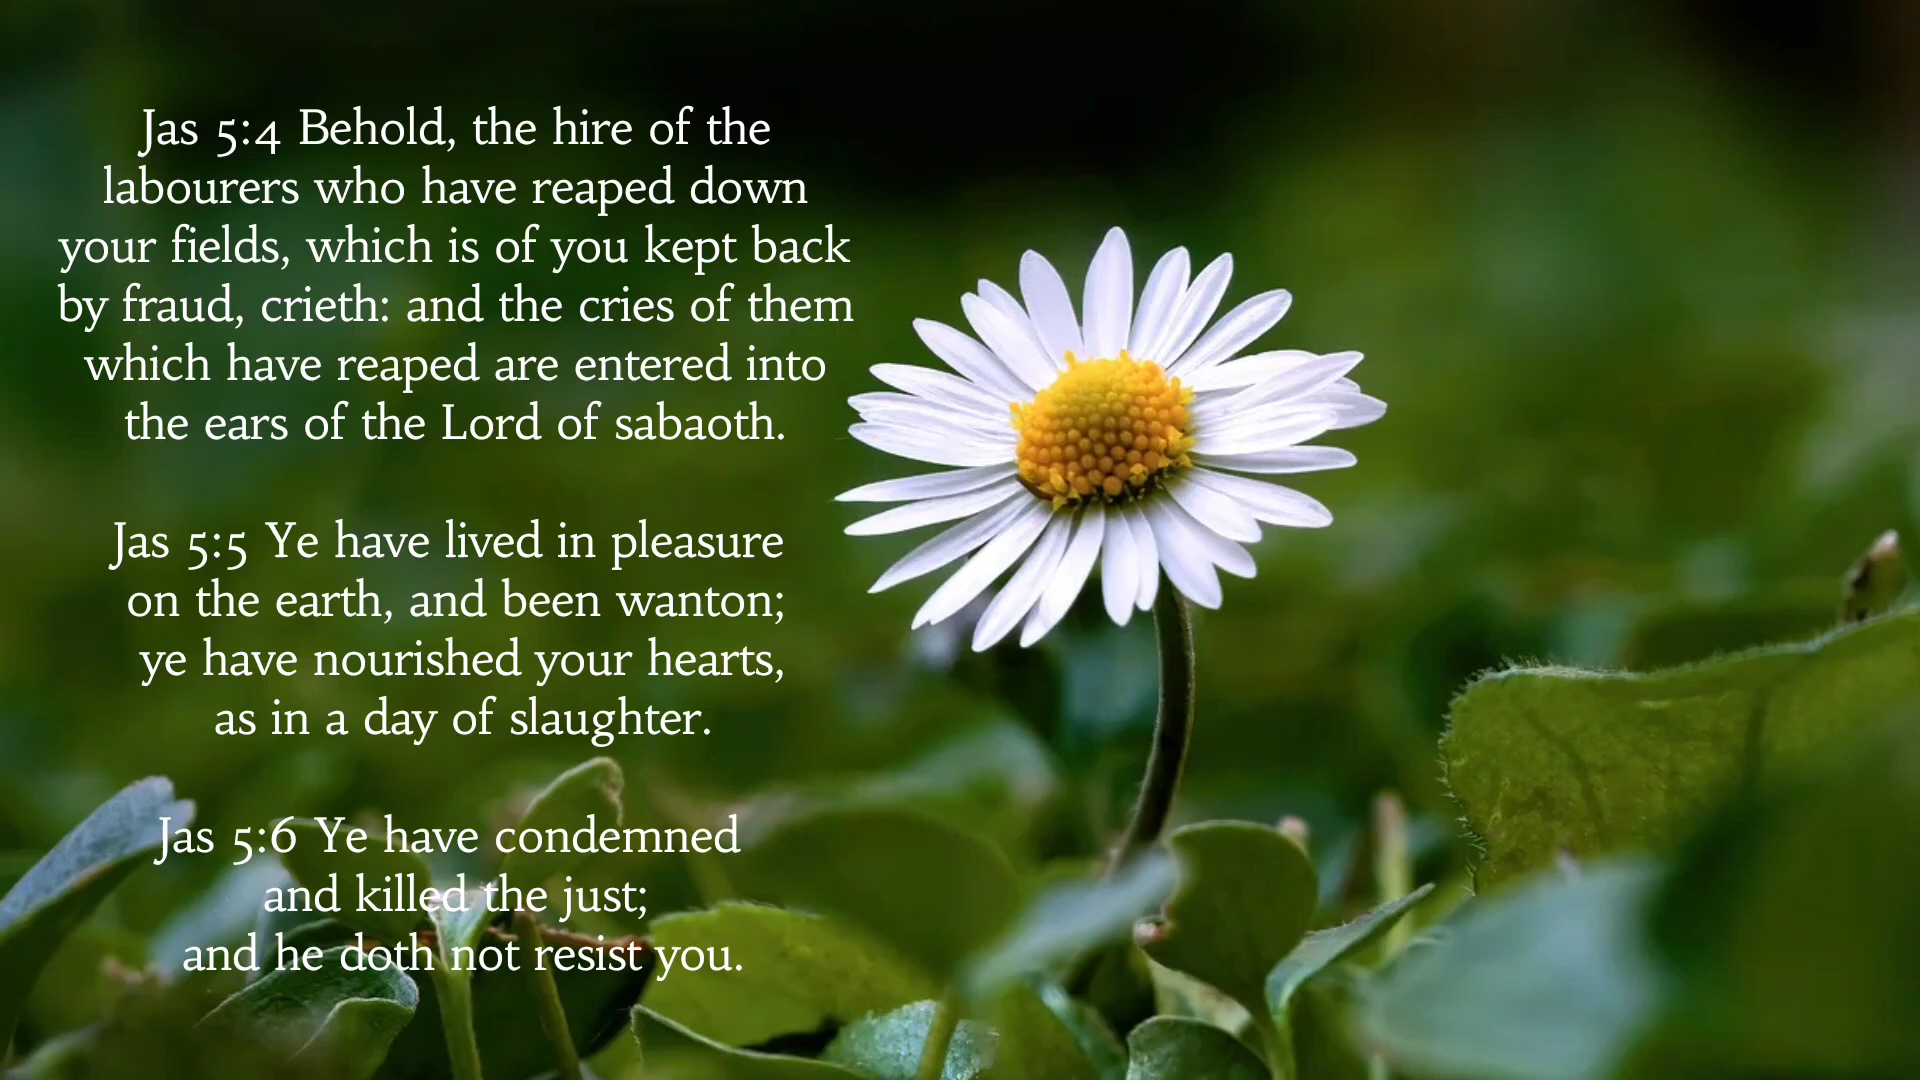 Jas 5:4 Behold, the hire of the
labourers who have reaped down
your fields, which is of you kept back
by fraud, crieth: and the cries of them
which have reaped are entered into
the ears of the Lord of sabaoth.
Jas 5:5 Ye have lived in pleasure
on the earth, and been wanton;
ye have nourished your hearts,
as in a day of slaughter.
Jas 5:6 Ye have condemned
and killed the just;
and he doth not resist you.